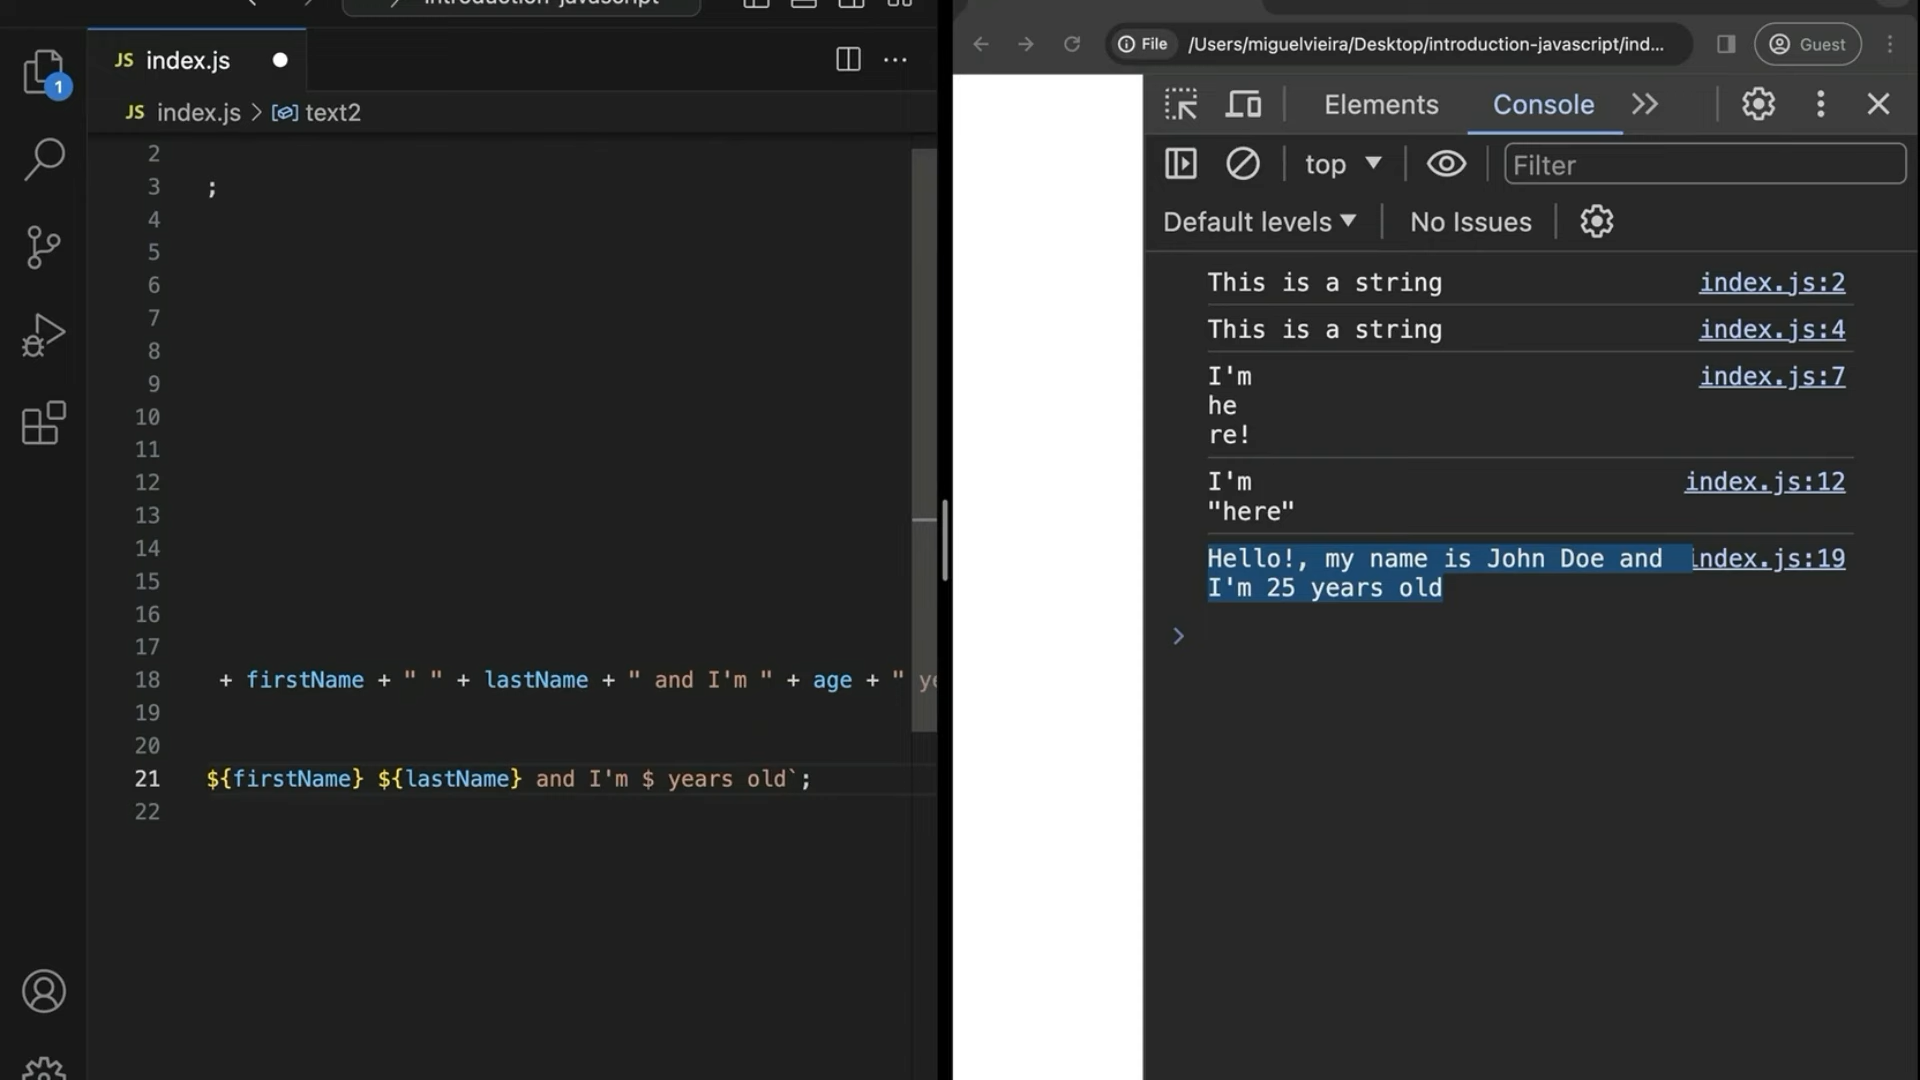 introduction-javascript
JS index.js
1
JS index.js > text2
2
3 ;
4
5
6
7
8
9
10
11
12
13
14
15
16
17
18 + firstName + " " + lastName + " and I'm " + age + " ye
19
20
21 ${firstName} ${lastName} and I'm $ years old`;
22
File /Users/miguelvieira/Desktop/introduction-javascript/ind... Guest
Elements Console
top Filter
Default levels No Issues
This is a string index.js:2
This is a string index.js:4
I'm index.js:7
he
re!
I'm index.js:12
"here"
Hello!, my name is John Doe and index.js:19
I'm 25 years old